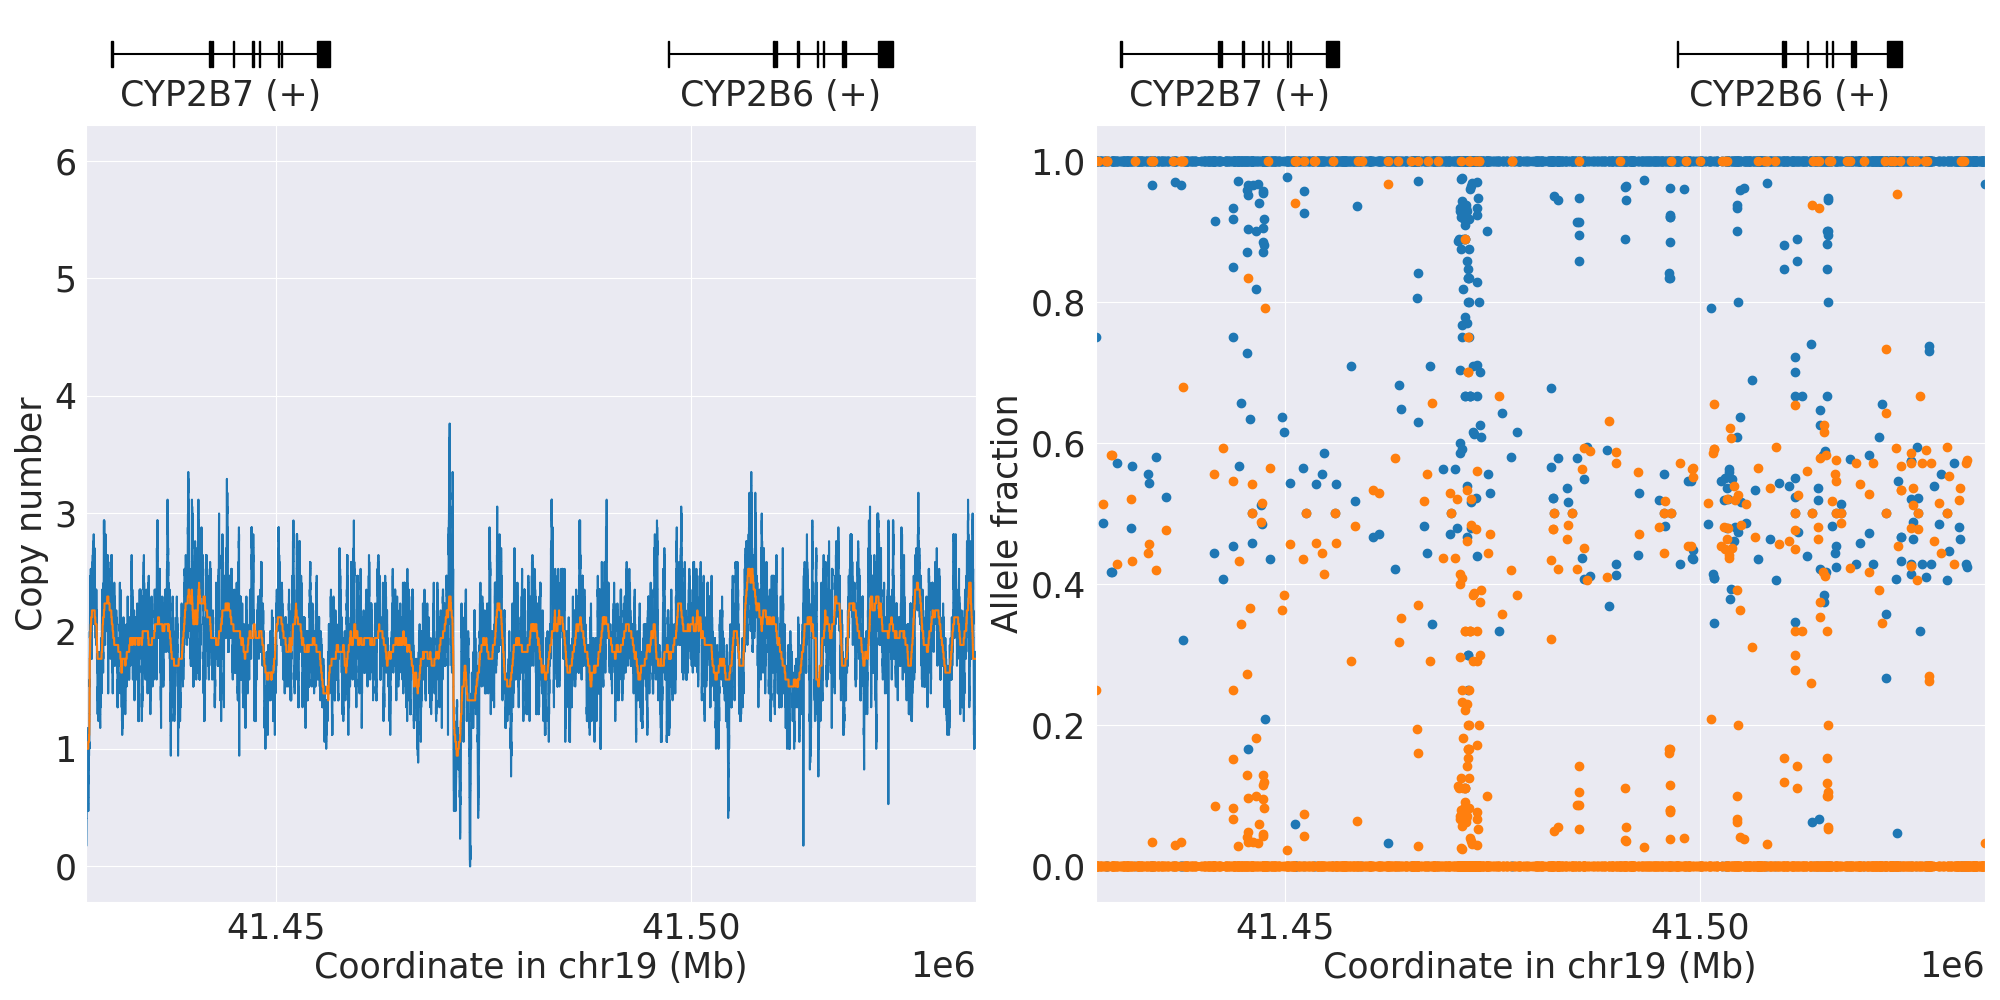 CYP2B7 (+)
CYP2B6 (+)
CYP2B7 (+)
CYP2B6 (+)
6
5
4
3
2
1
0
Copy number
41.45
41.50
Coordinate in chr19 (Mb)
1e6
1.0
0.8
0.6
0.4
0.2
0.0
Allele fraction
41.45
41.50
Coordinate in chr19 (Mb)
1e6